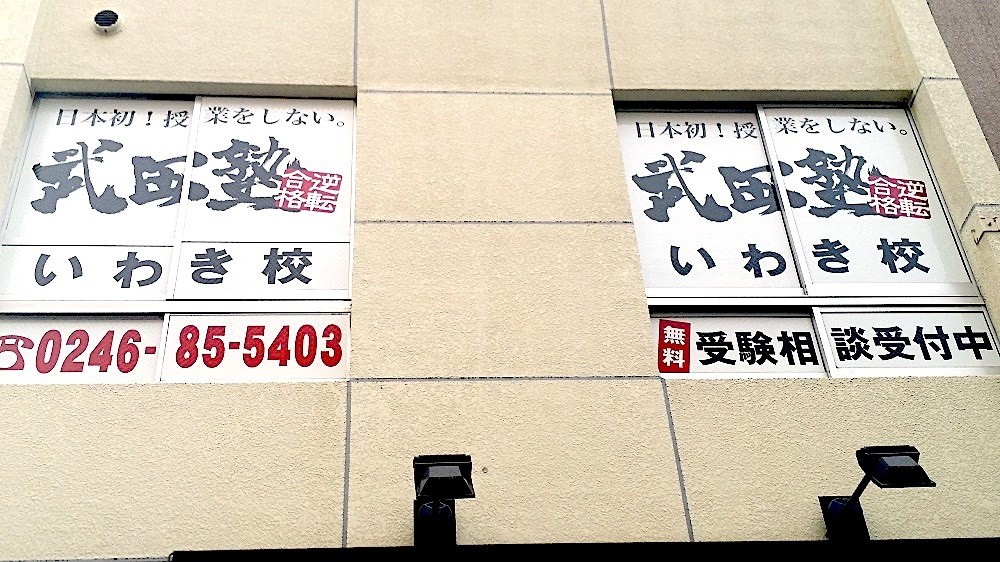 日本初!授業をしない。
武田塾
逆転
合格
いわき校
☎0246-85-5403
日本初!授業をしない。
武田塾
逆転
合格
いわき校
無料
受験相談受付中